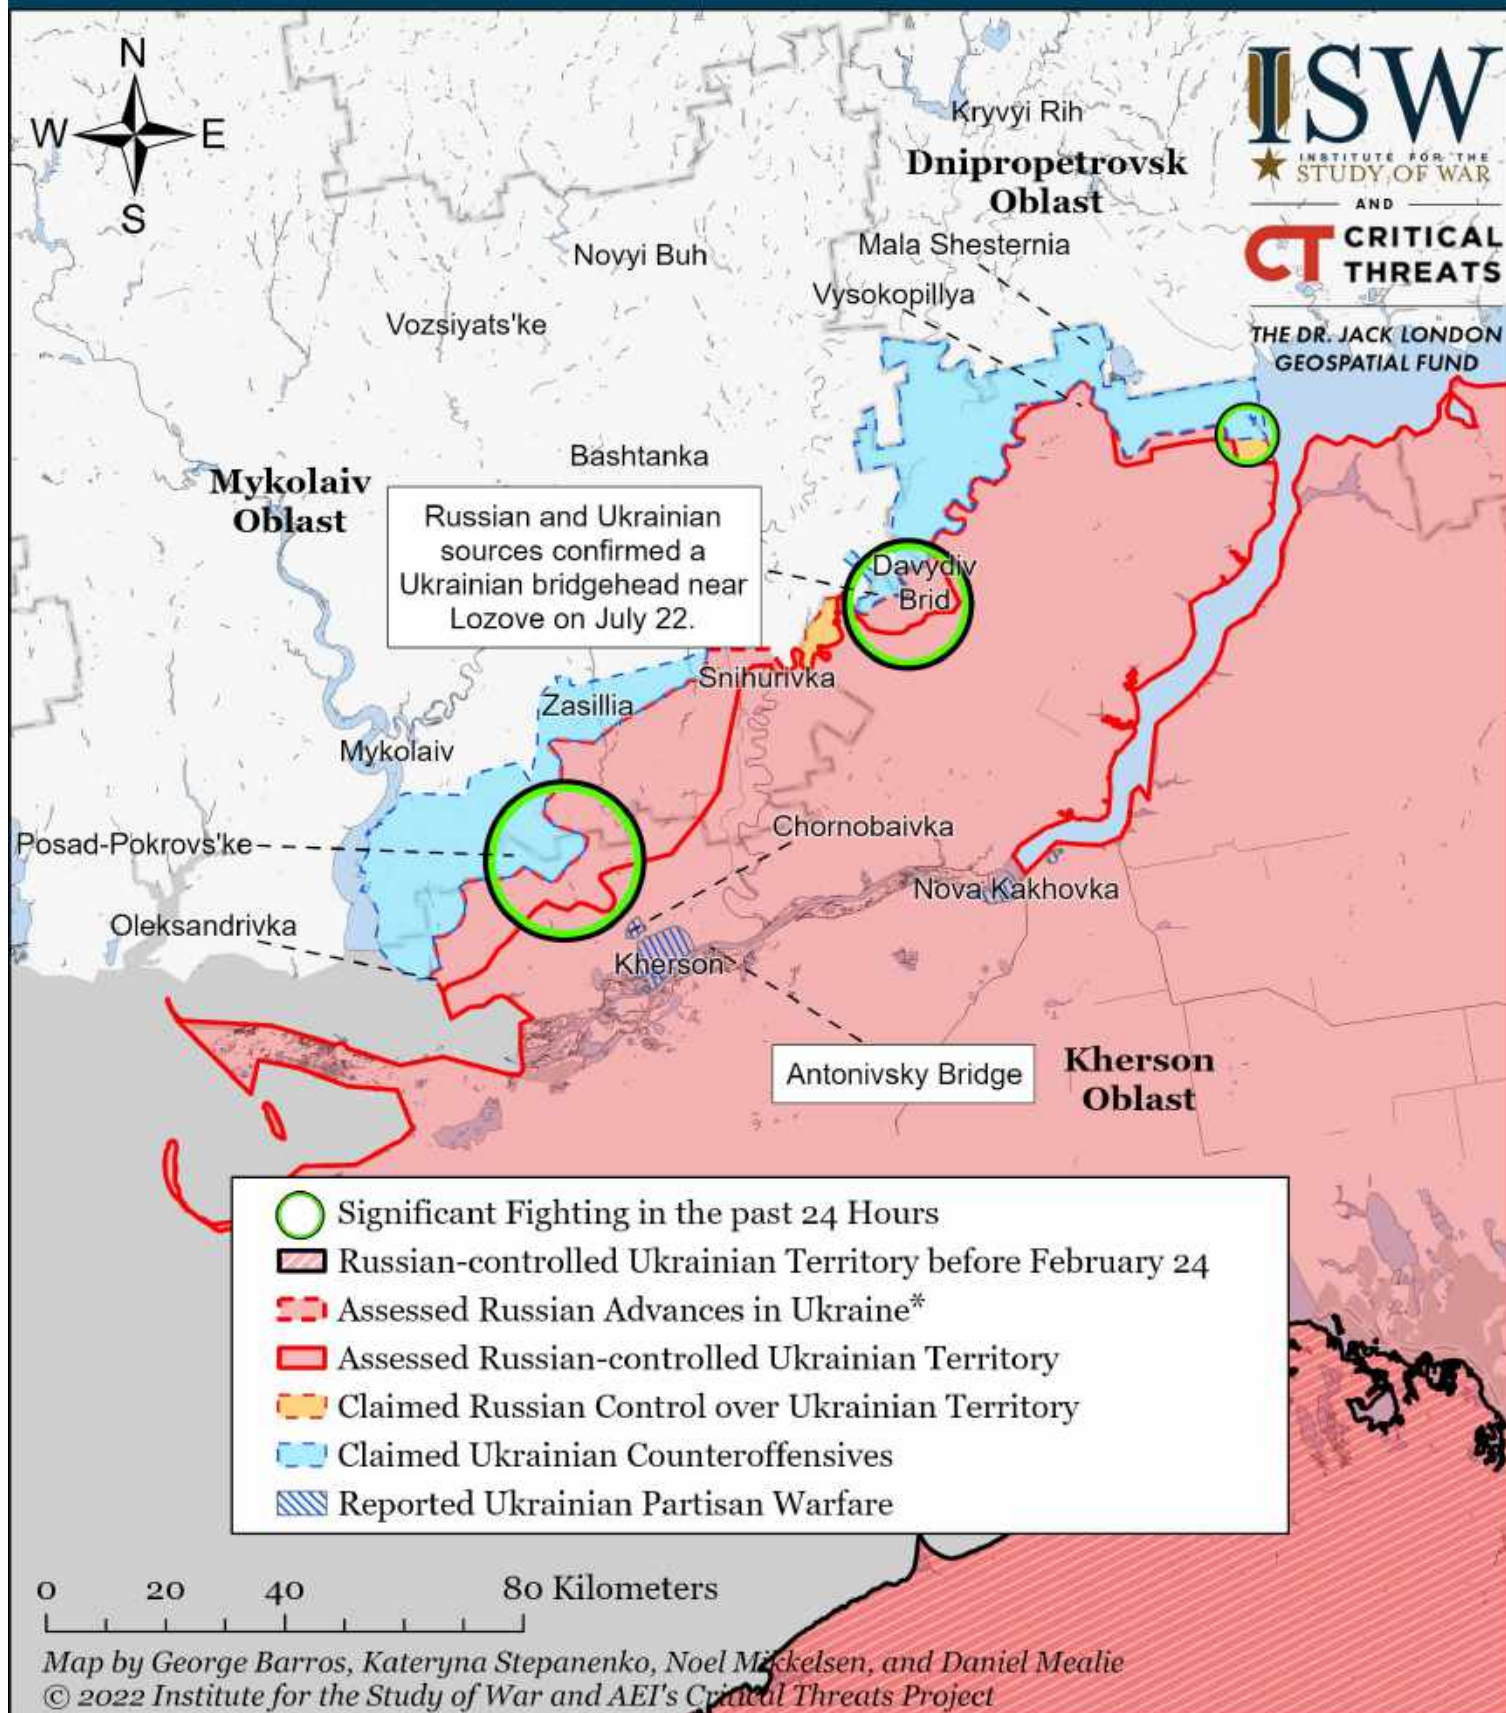 N
W E
S
ISW
INSTITUTE FOR THE
STUDY OF WAR
AND
CT CRITICAL
THREATS
THE DR. JACK LONDON
GEOSPATIAL FUND
Kryvyi Rih
Dnipropetrovsk
Oblast
Mala Shesternia
Novyi Buh
Vysokopillya
Vozsiyats'ke
Bashtanka
Mykolaiv
Oblast
Russian and Ukrainian
sources confirmed a
Ukrainian bridgehead near
Lozove on July 22.
Davydiv
Brid
Snihurivka
Zasillia
Mykolaiv
Posad-Pokrovs'ke
Chornobaivka
Nova Kakhovka
Oleksandrivka
Kherson
Antonivsky Bridge
Kherson
Oblast
Significant Fighting in the past 24 Hours
Russian-controlled Ukrainian Territory before February 24
Assessed Russian Advances in Ukraine*
Assessed Russian-controlled Ukrainian Territory
Claimed Russian Control over Ukrainian Territory
Claimed Ukrainian Counteroffensives
Reported Ukrainian Partisan Warfare
0 20 40 80 Kilometers
Map by George Barros, Kateryna Stepanenko, Noel Mikkelsen, and Daniel Mealie
© 2022 Institute for the Study of War and AEI's Critical Threats Project